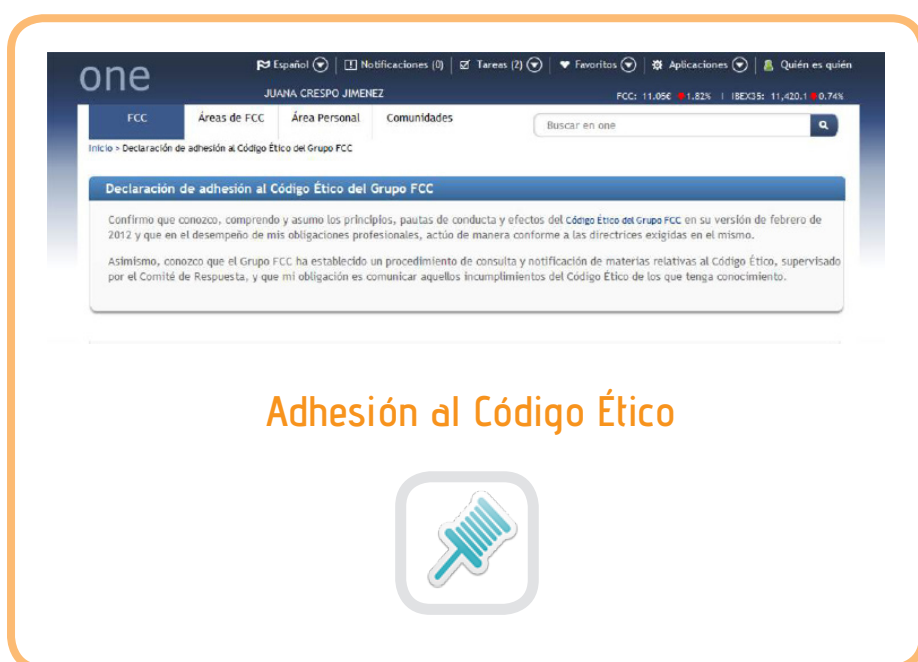 one
Español | Notificaciones (0) | Tareas (2) | Favoritos | Aplicaciones | Quién es quién
JUANA CRESPO JIMENEZ
FCC: 11.05€ 1.82% | IBEX35: 11,420.1 0.74%
FCC Áreas de FCC Área Personal Comunidades
Buscar en one
Inicio > Declaración de adhesión al Código Ético del Grupo FCC
Declaración de adhesión al Código Ético del Grupo FCC
Confirmo que conozco, comprendo y asumo los principios, pautas de conducta y efectos del Código Ético del Grupo FCC en su versión de febrero de
2012 y que en el desempeño de mis obligaciones profesionales, actúo de manera conforme a las directrices exigidas en el mismo.
Asimismo, conozco que el Grupo FCC ha establecido un procedimiento de consulta y notificación de materias relativas al Código Ético, supervisado
por el Comité de Respuesta, y que mi obligación es comunicar aquellos incumplimientos del Código Ético de los que tenga conocimiento.
Adhesión al Código Ético